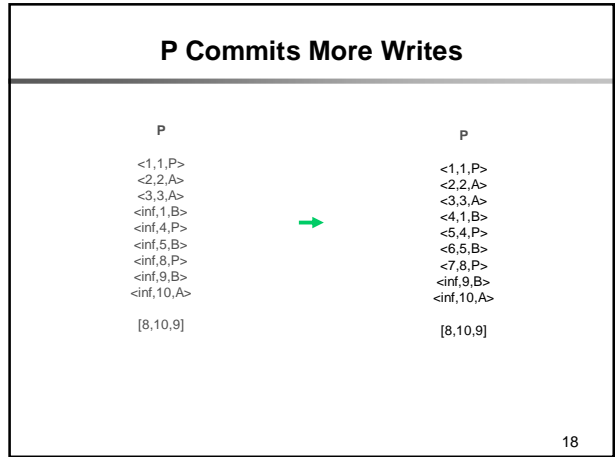 P Commits More Writes
P
<1,1,P>
<2,2,A>
<3,3,A>
<inf,1,B>
<inf,4,P>
<inf,5,B>
<inf,8,P>
<inf,9,B>
<inf,10,A>
[8,10,9]
P
<1,1,P>
<2,2,A>
<3,3,A>
<4,1,B>
<5,4,P>
<6,5,B>
<7,8,P>
<inf,9,B>
<inf,10,A>
[8,10,9]
18